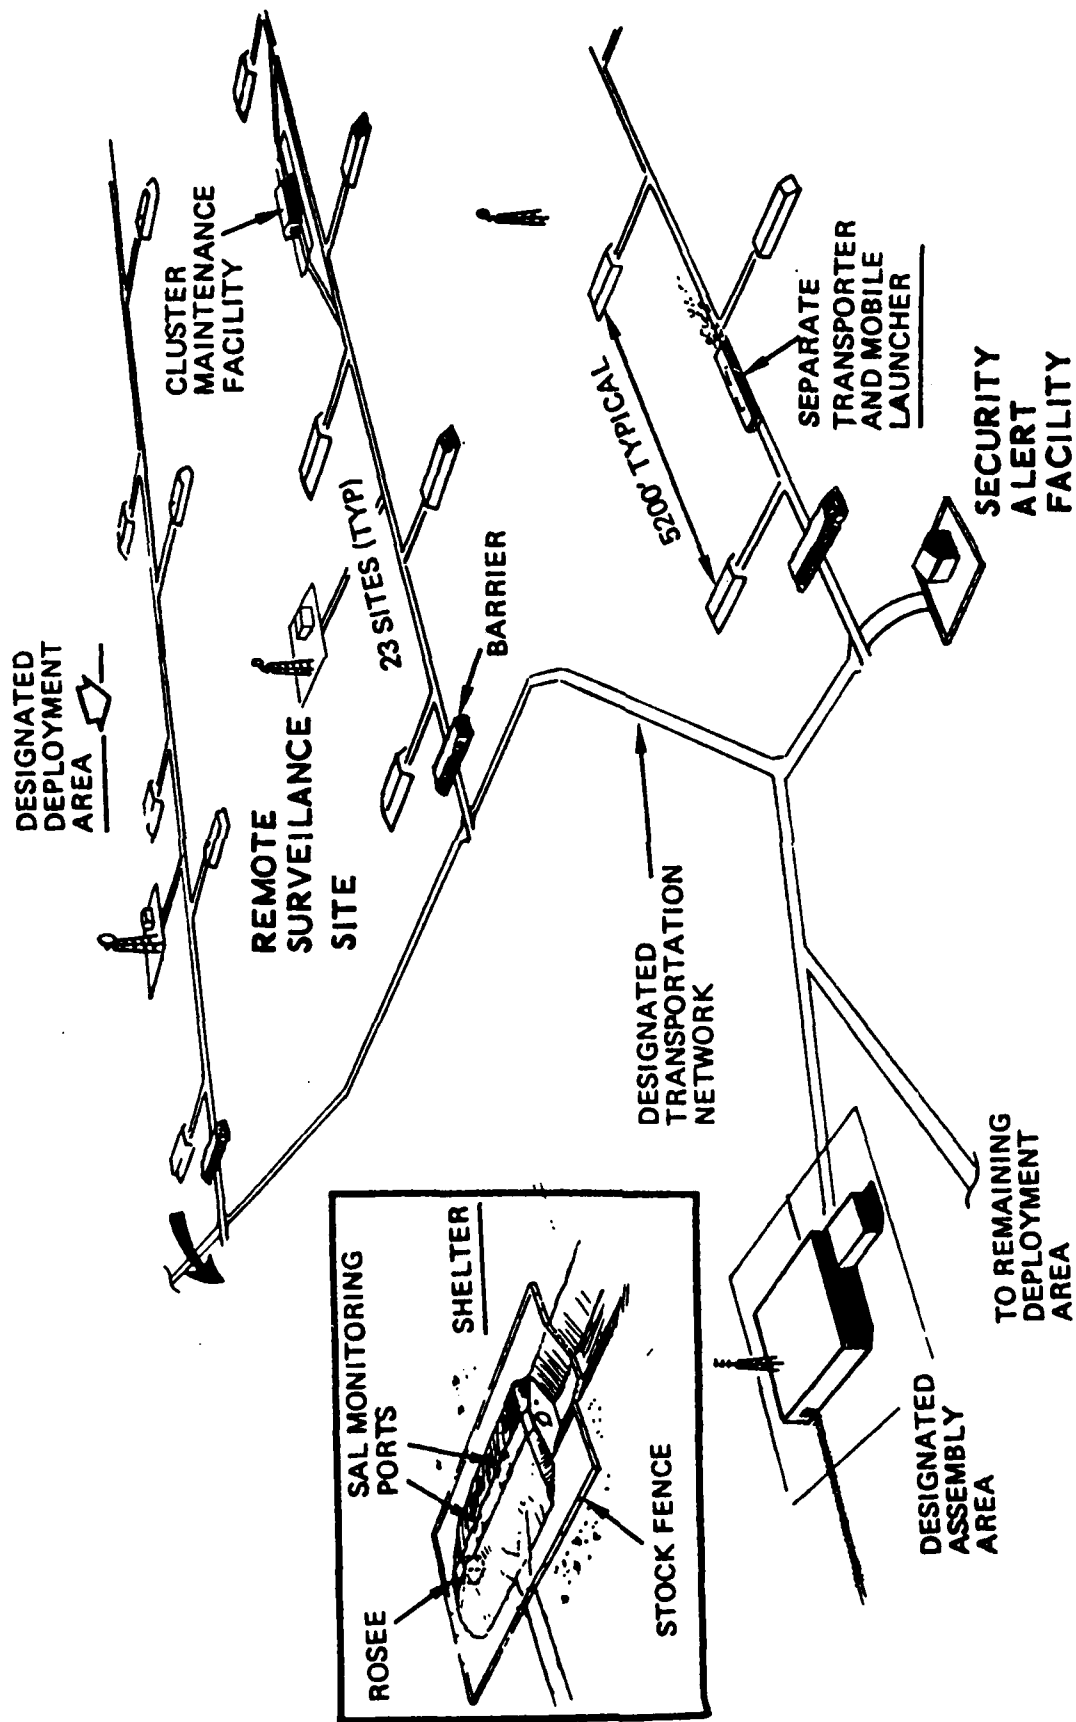 DESIGNATED
DEPLOYMENT
AREA
CLUSTER
MAINTENANCE
FACILITY
REMOTE
SURVEILANCE
SITE
23 SITES (TYP)
BARRIER
5200' TYPICAL
SEPARATE
TRANSPORTER
AND MOBILE
LAUNCHER
SECURITY
ALERT
FACILITY
DESIGNATED
TRANSPORTATION
NETWORK
SAL MONITORING
PORTS
SHELTER
ROSEE
STOCK FENCE
DESIGNATED
ASSEMBLY
AREA
TO REMAINING
DEPLOYMENT
AREA